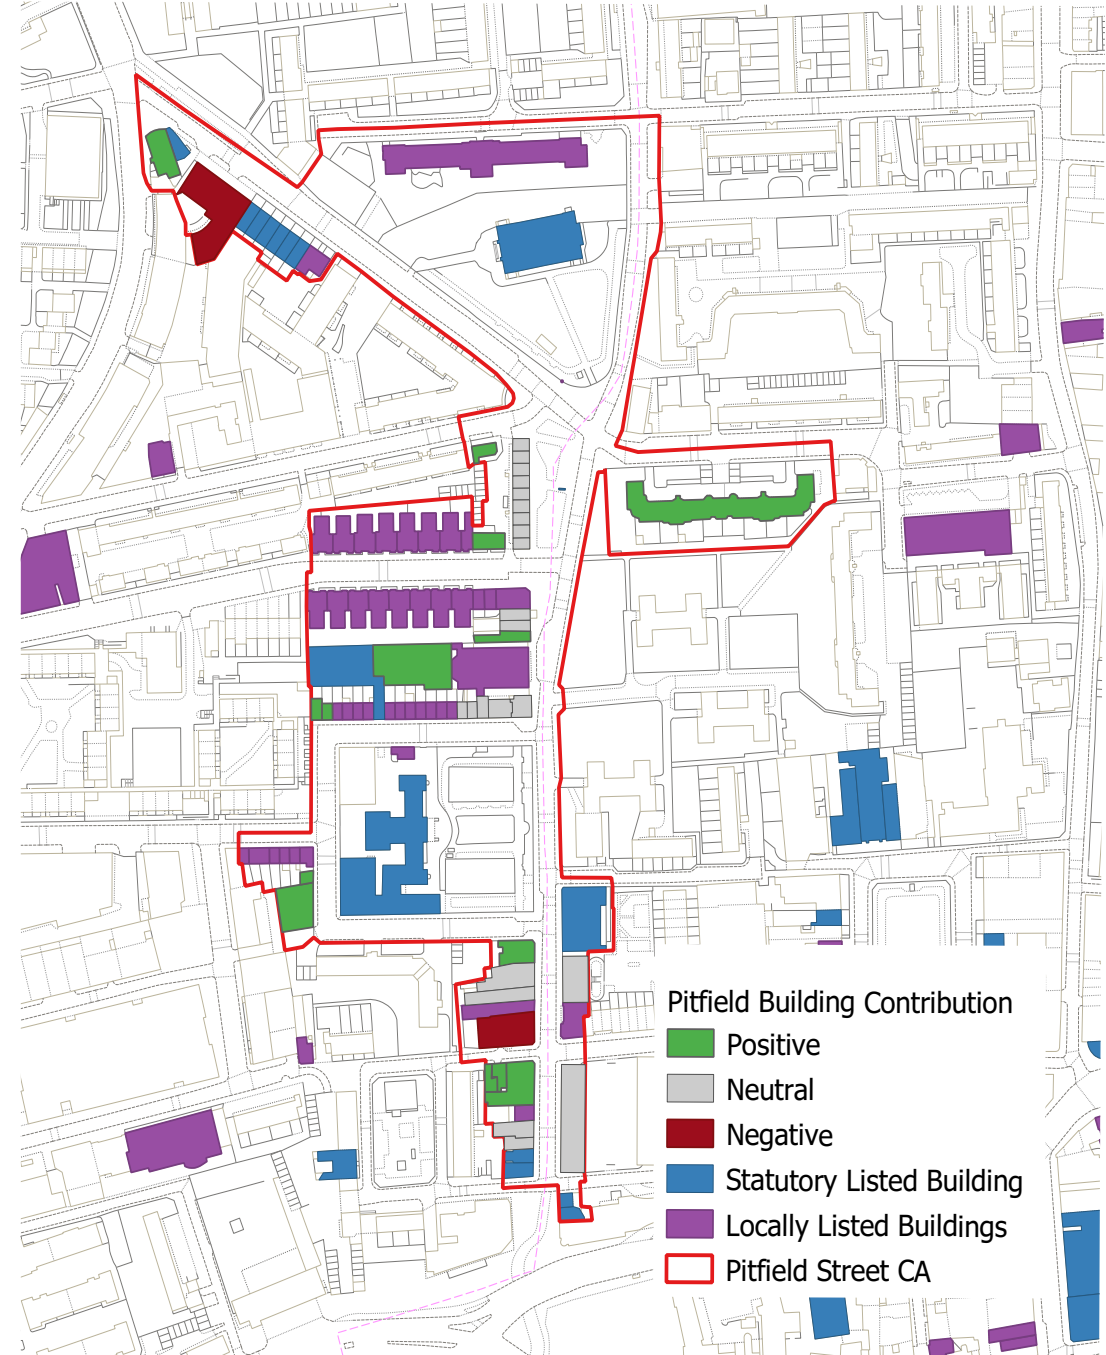 Pitfield Building Contribution
Positive
Neutral
Negative
Statutory Listed Building
Locally Listed Buildings
Pitfield Street CA